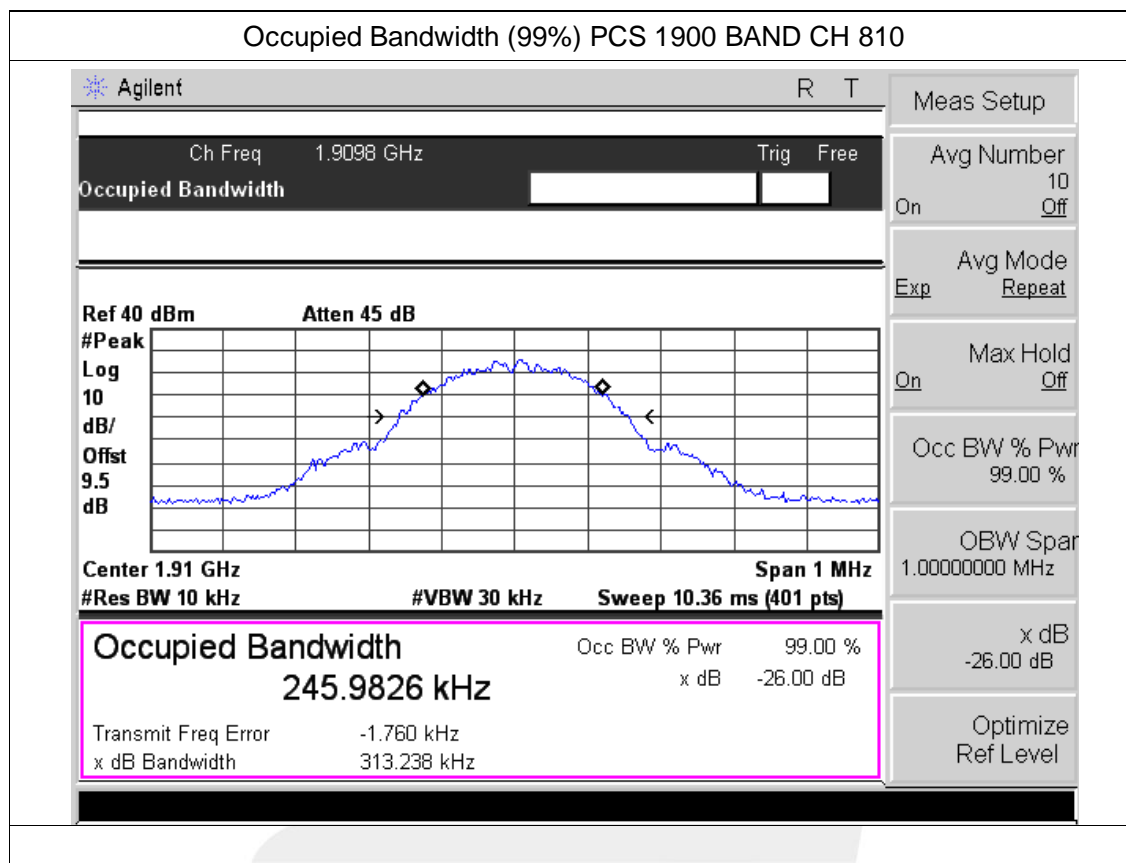 Occupied Bandwidth (99%) PCS 1900 BAND CH 810
Agilent R T
Ch Freq 1.9098 GHz Trig Free
Occupied Bandwidth
Ref 40 dBm Atten 45 dB
#Peak
Log
10
dB/
Offst
9.5
dB
Center 1.91 GHz Span 1 MHz
#Res BW 10 kHz #VBW 30 kHz Sweep 10.36 ms (401 pts)
Occupied Bandwidth Occ BW % Pwr 99.00 %
245.9826 kHz x dB -26.00 dB
Transmit Freq Error -1.760 kHz
x dB Bandwidth 313.238 kHz
Meas Setup
Avg Number
10
On Off
Avg Mode
Exp Repeat
Max Hold
On Off
Occ BW % Pwr
99.00 %
OBW Span
1.00000000 MHz
x dB
-26.00 dB
Optimize
Ref Level